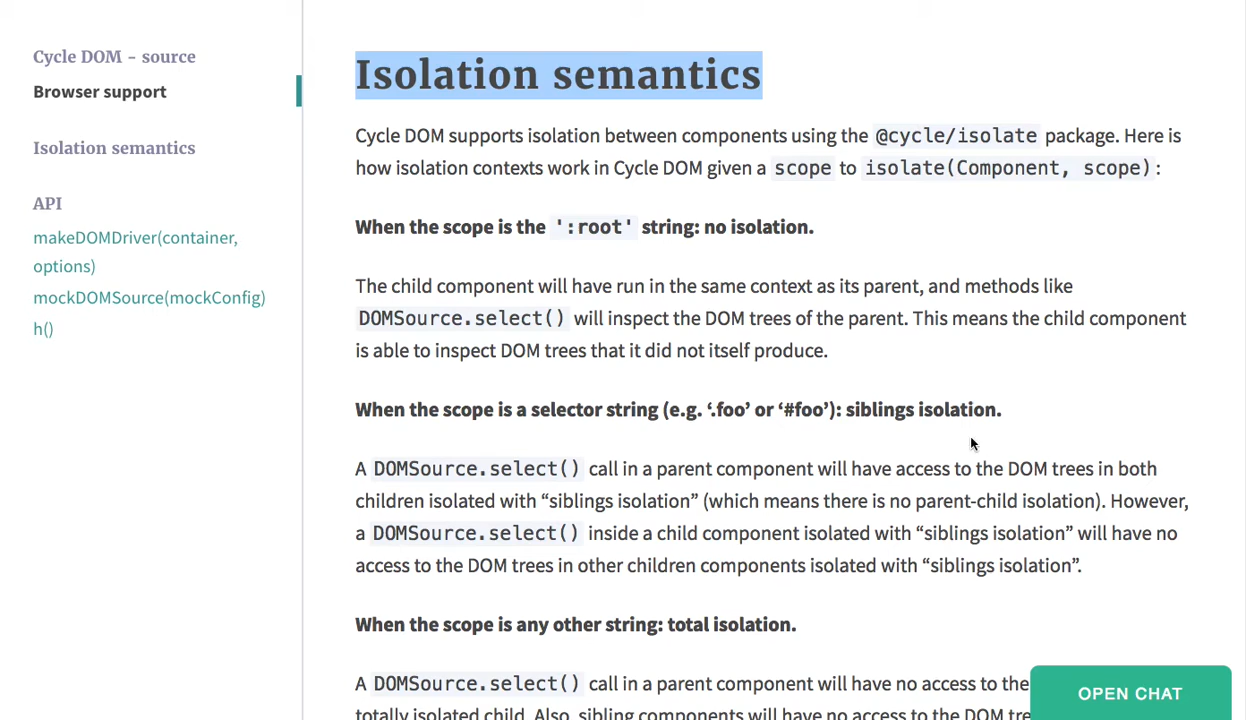 Cycle DOM - source
Browser support
Isolation semantics
API
makeDOMDriver(container,
options)
mockDOMSource(mockConfig)
h()
Isolation semantics
Cycle DOM supports isolation between components using the @cycle/isolate package. Here is
how isolation contexts work in Cycle DOM given a scope to isolate(Component, scope):
When the scope is the ':root' string: no isolation.
The child component will have run in the same context as its parent, and methods like
DOMSource.select() will inspect the DOM trees of the parent. This means the child component
is able to inspect DOM trees that it did not itself produce.
When the scope is a selector string (e.g. ‘.foo’ or ‘#foo’): siblings isolation.
A DOMSource.select() call in a parent component will have access to the DOM trees in both
children isolated with “siblings isolation” (which means there is no parent-child isolation). However,
a DOMSource.select() inside a child component isolated with “siblings isolation” will have no
access to the DOM trees in other children components isolated with “siblings isolation”.
When the scope is any other string: total isolation.
A DOMSource.select() call in a parent component will have no access to the
totally isolated child. Also, sibling components will have no access to the DOM tre
OPEN CHAT